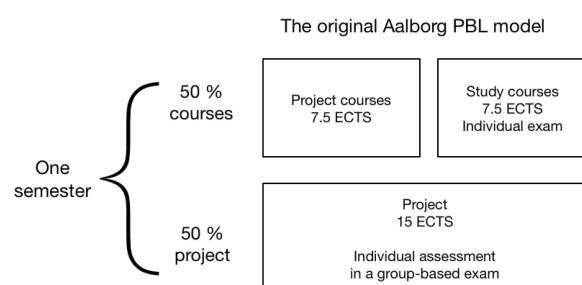 The original Aalborg PBL model
50 %
courses
Project courses
7.5 ECTS
Study courses
7.5 ECTS
Individual exam
One
semester
50 %
project
Project
15 ECTS
Individual assessment
in a group-based exam